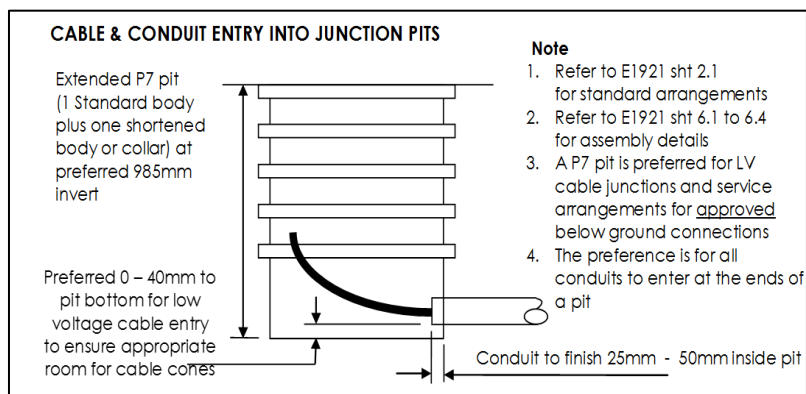 CABLE & CONDUIT ENTRY INTO JUNCTION PITS
Extended P7 pit
(1 Standard body
plus one shortened
body or collar) at
preferred 985mm
invert
Preferred 0 – 40mm to
pit bottom for low
voltage cable entry
to ensure appropriate
room for cable cones
Note
1. Refer to E1921 sht 2.1
for standard arrangements
2. Refer to E1921 sht 6.1 to 6.4
for assembly details
3. A P7 pit is preferred for LV
cable junctions and service
arrangements for approved
below ground connections
4. The preference is for all
conduits to enter at the ends of
a pit
Conduit to finish 25mm - 50mm inside pit